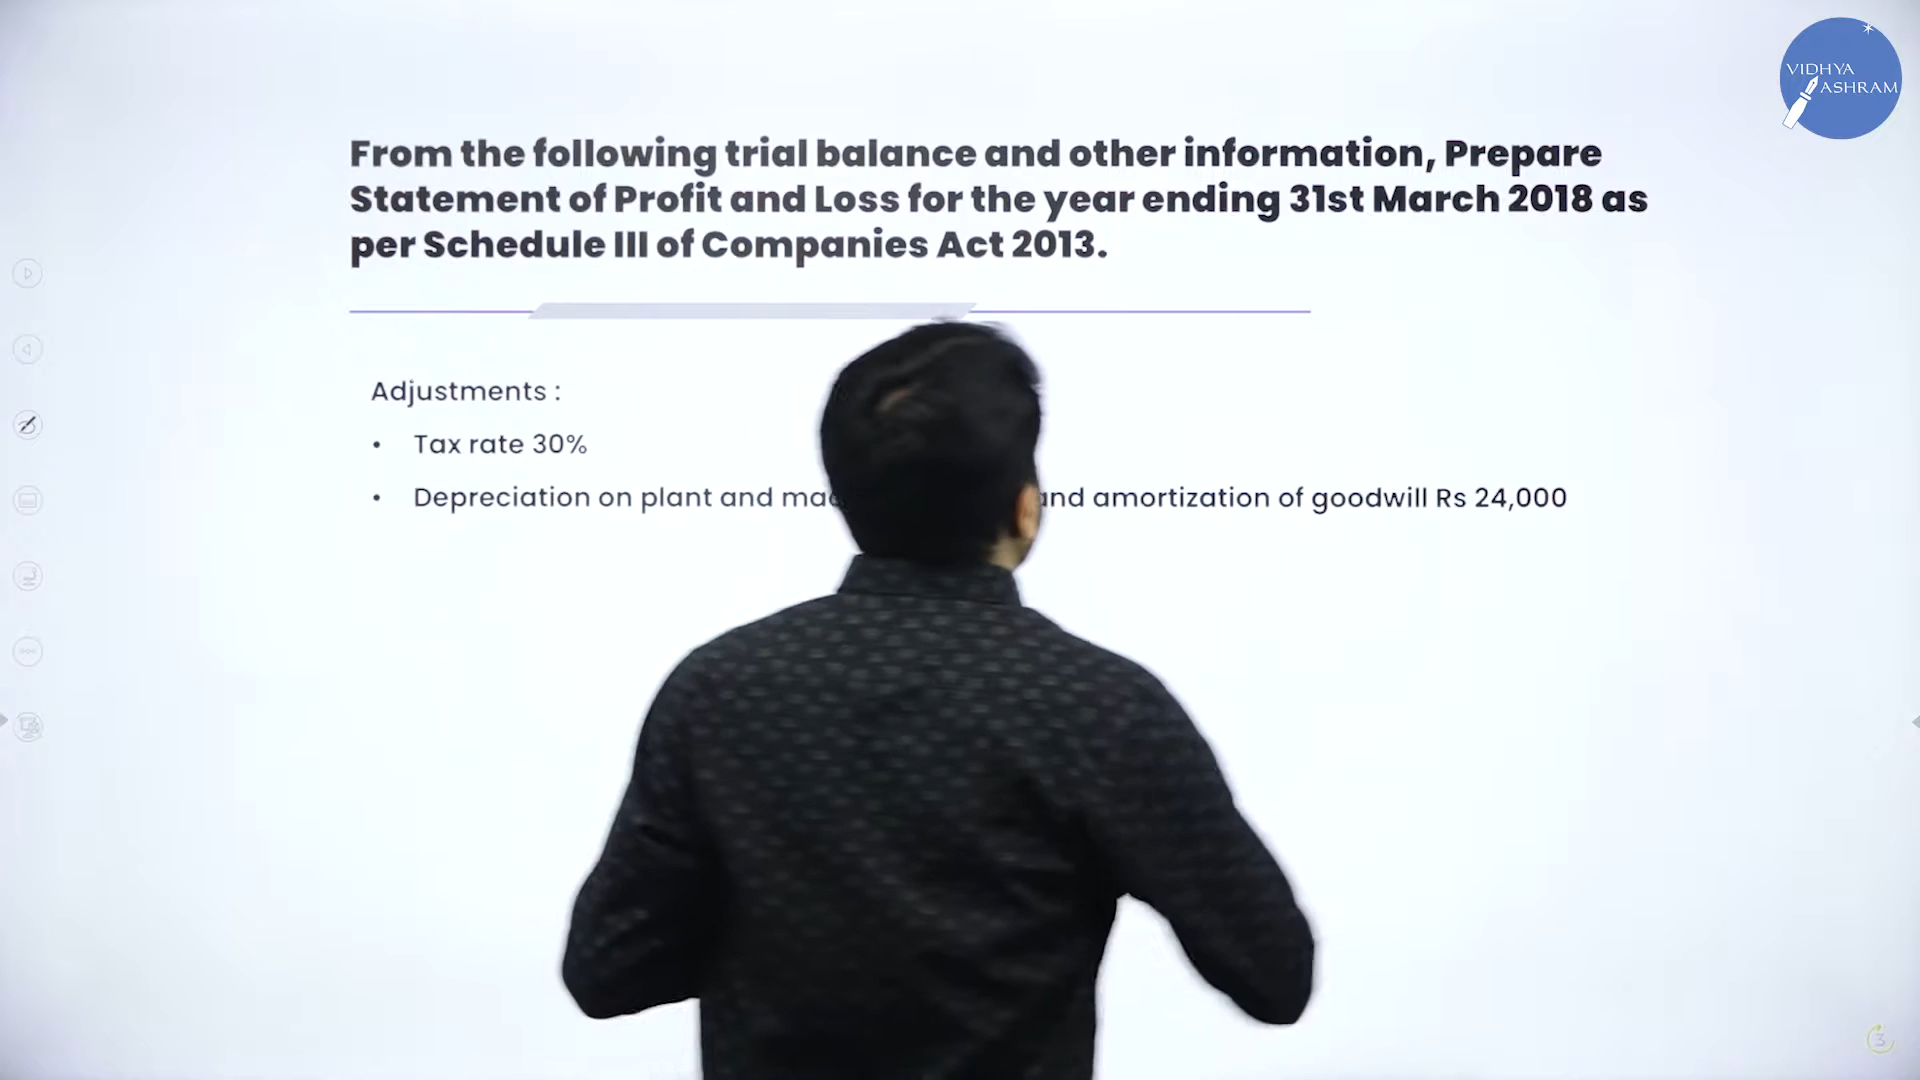 VIDHYA
ASHRAM
From the following trial balance and other information, Prepare
Statement of Profit and Loss for the year ending 31st March 2018 as
per Schedule III of Companies Act 2013.
Adjustments :
• Tax rate 30%
• Depreciation on plant and and amortization of goodwill Rs 24,000
3